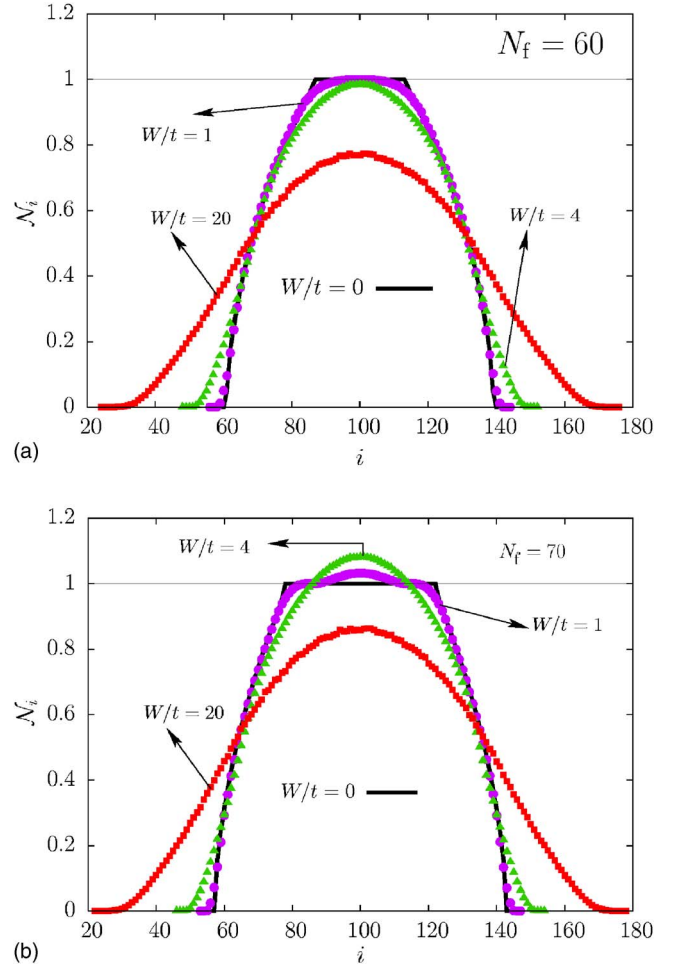 1.2
N_f = 60
1
W/t = 1
0.8
W/t = 20
W/t = 4
𝒩_i
0.6
0.4
W/t = 0
0.2
0
20 40 60 80 100 120 140 160 180
(a)
i
1.2
W/t = 4
N_f = 70
1
W/t = 1
0.8
W/t = 20
𝒩_i
0.6
0.4
W/t = 0
0.2
0
20 40 60 80 100 120 140 160 180
(b)
i